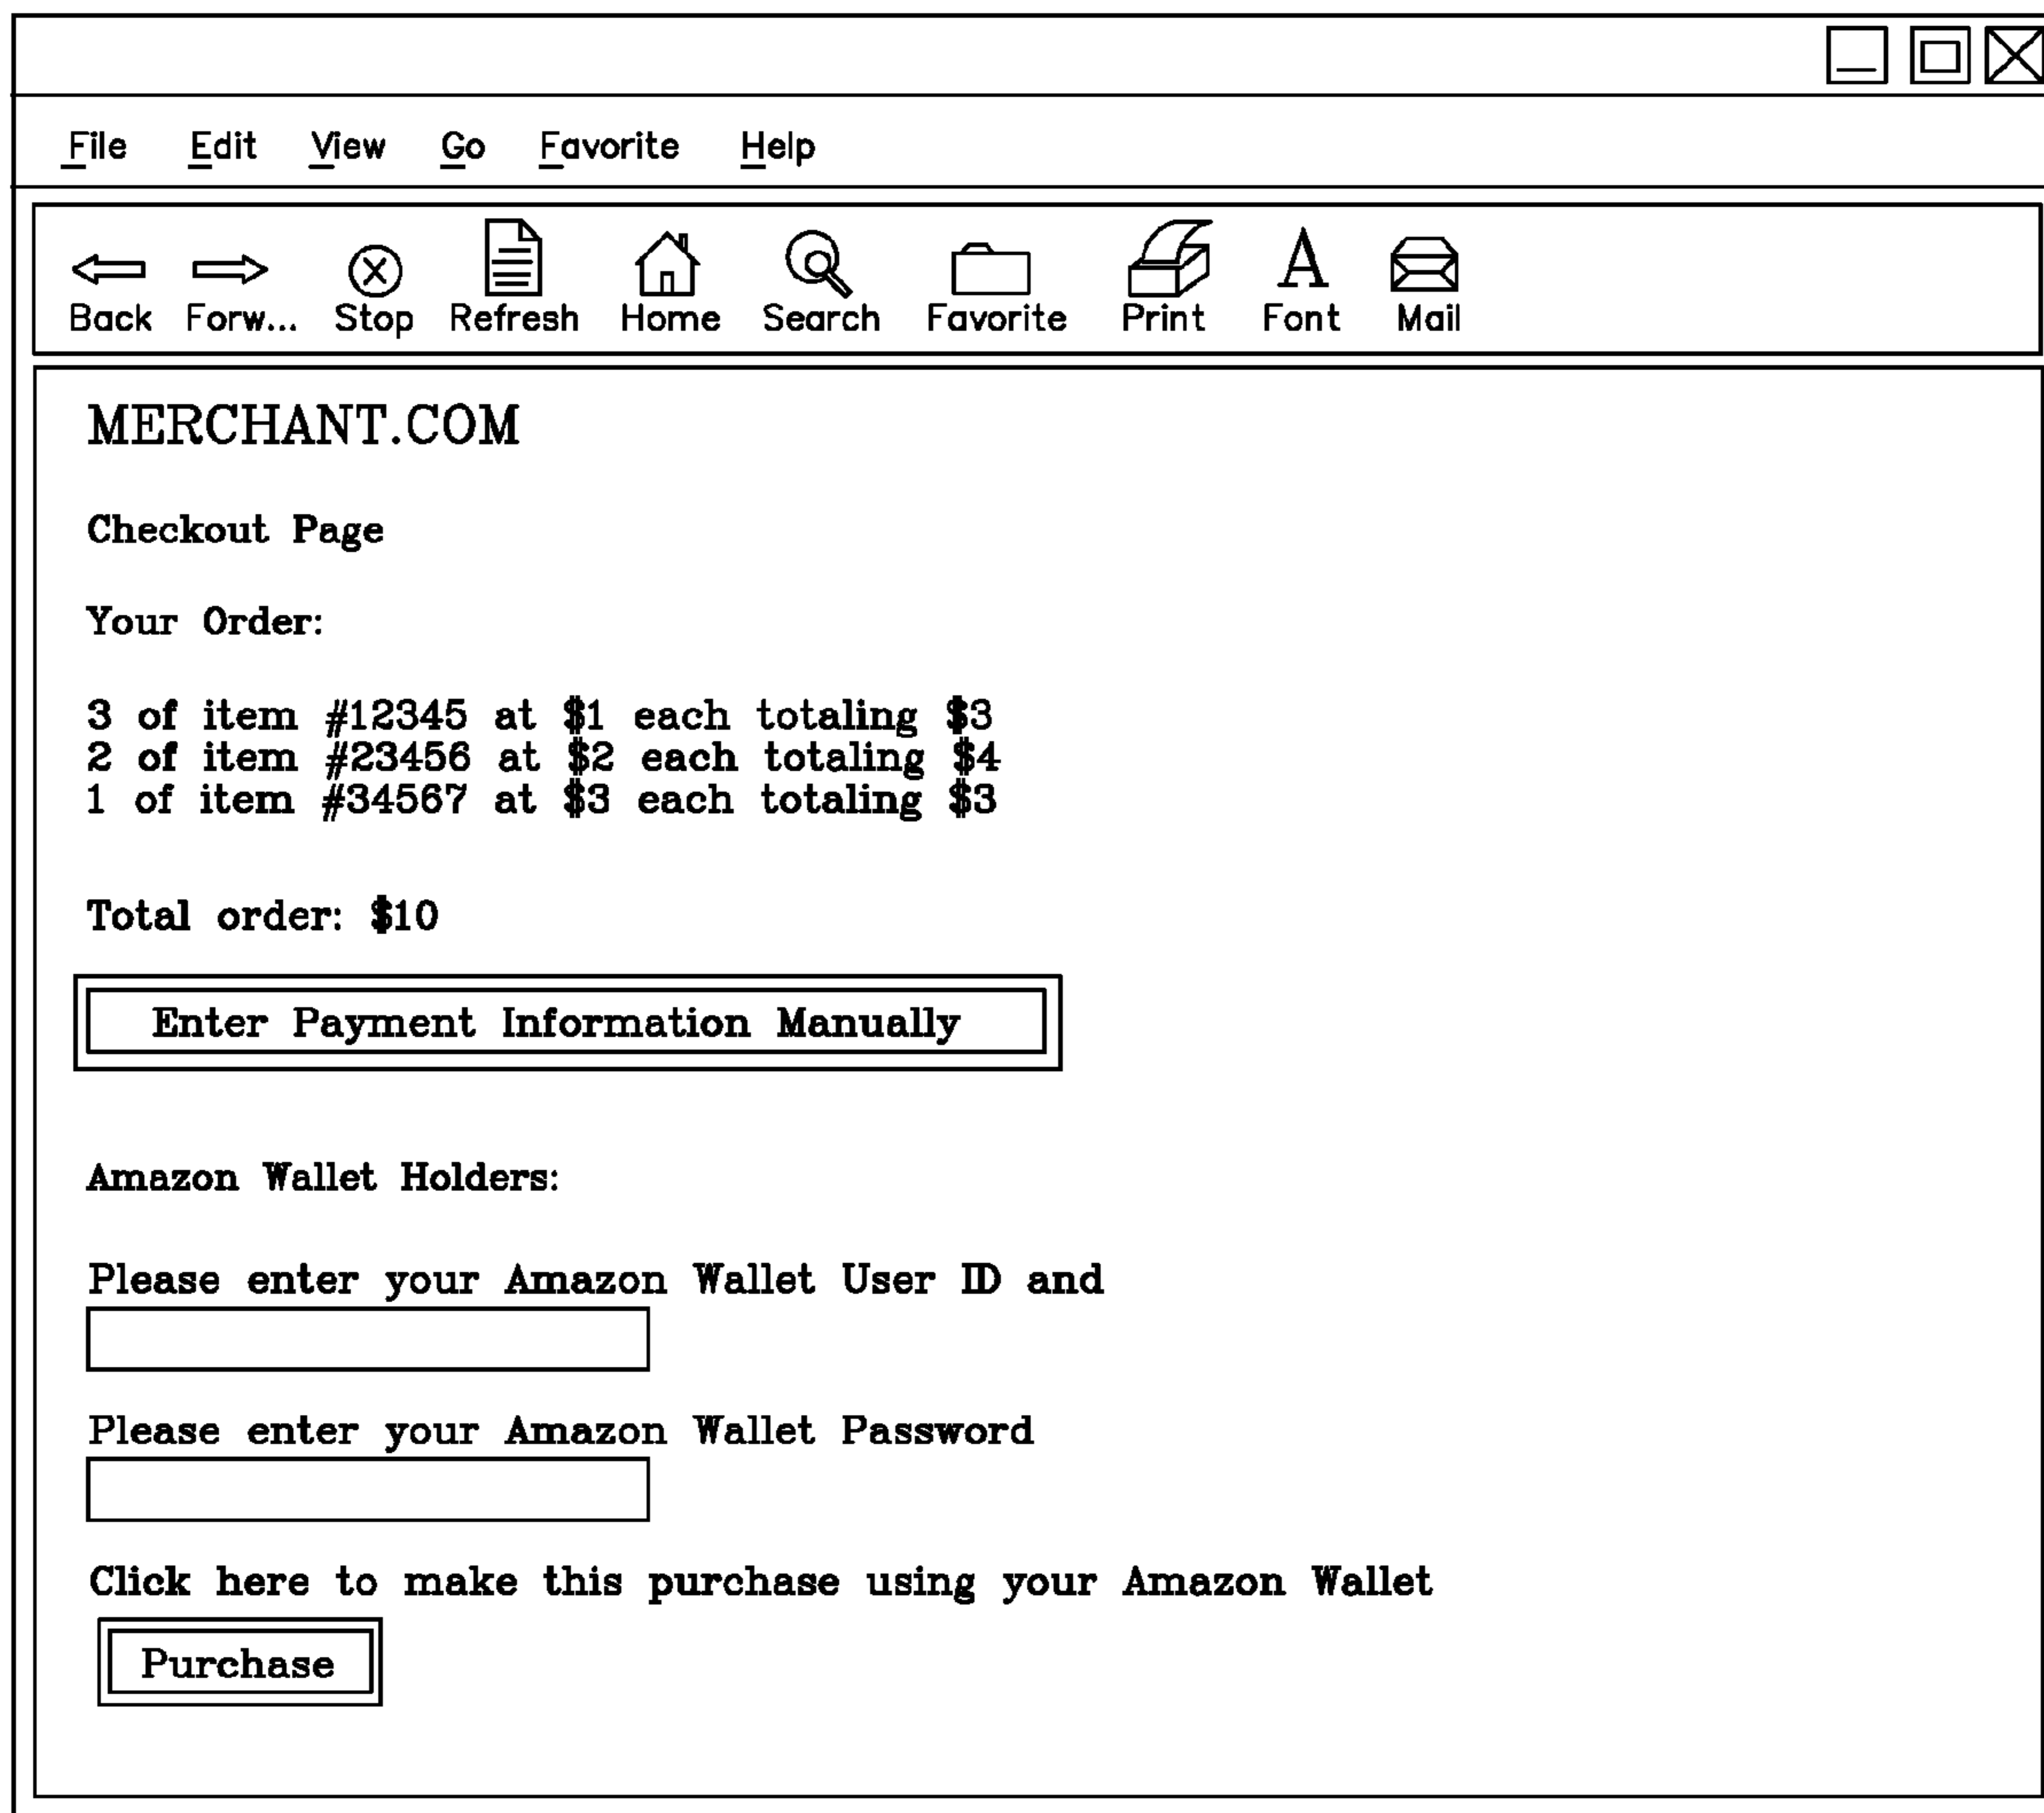 File Edit View Go Favorite Help
Back Forw... Stop Refresh Home Search Favorite Print Font Mail
MERCHANT.COM
Checkout Page
Your Order:
3 of item #12345 at $1 each totaling $3
2 of item #23456 at $2 each totaling $4
1 of item #34567 at $3 each totaling $3
Total order: $10
Enter Payment Information Manually
Amazon Wallet Holders:
Please enter your Amazon Wallet User ID and
Please enter your Amazon Wallet Password
Click here to make this purchase using your Amazon Wallet
Purchase